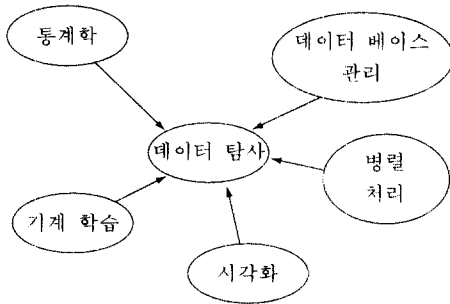 통계학
데이터 베이스
관리
데이터 탐사
병렬
처리
기계 학습
시각화